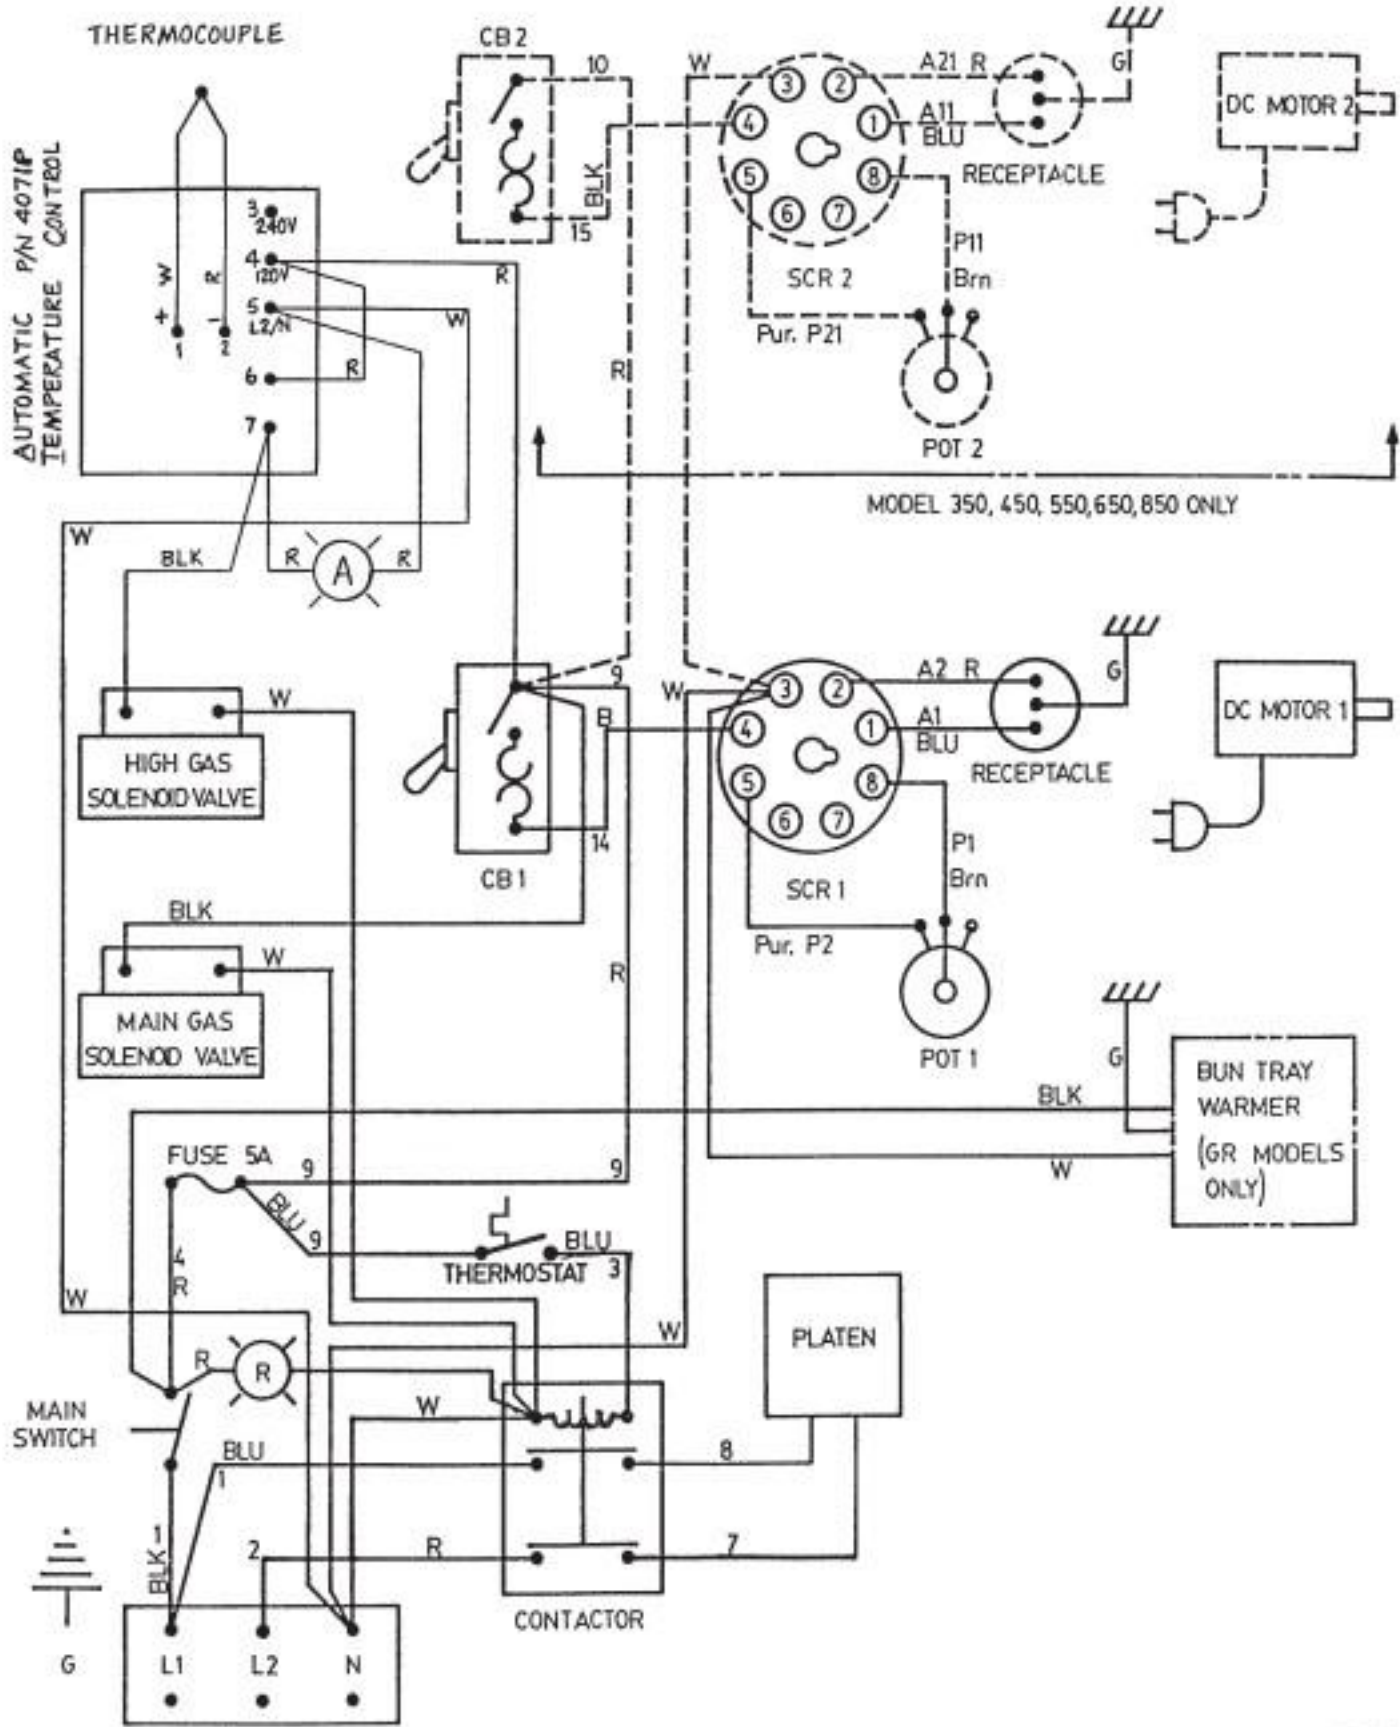 THERMOCOUPLE
AUTOMATIC P/N 4071P
TEMPERATURE CONTROL
3
240V
4
120V
5
L2/N
6
7
W
R
+
-
1
2
R
W
R
CB2
10
15
BLK
R
W
3
2
4
1
5
8
6
7
SCR 2
A21 R
A11
BLU
G
RECEPTACLE
DC MOTOR 2
P11
Brn
Pur. P21
POT 2
MODEL 350, 450, 550,650,850 ONLY
W
BLK
R
A
R
HIGH GAS
SOLENOID VALVE
W
9
B
14
CB1
W
3
2
4
1
5
8
6
7
SCR 1
A2 R
A1
BLU
G
RECEPTACLE
DC MOTOR 1
P1
Brn
Pur. P2
POT 1
BLK
W
MAIN GAS
SOLENOID VALVE
R
G
BLK
W
BUN TRAY
WARMER
(GR MODELS
ONLY)
FUSE 5A
9
9
BLU
9
THERMOSTAT
BLU
3
4
R
W
W
R
R
MAIN
SWITCH
W
BLU
1
8
PLATEN
BLK
1
2
R
7
CONTACTOR
G
L1
L2
N